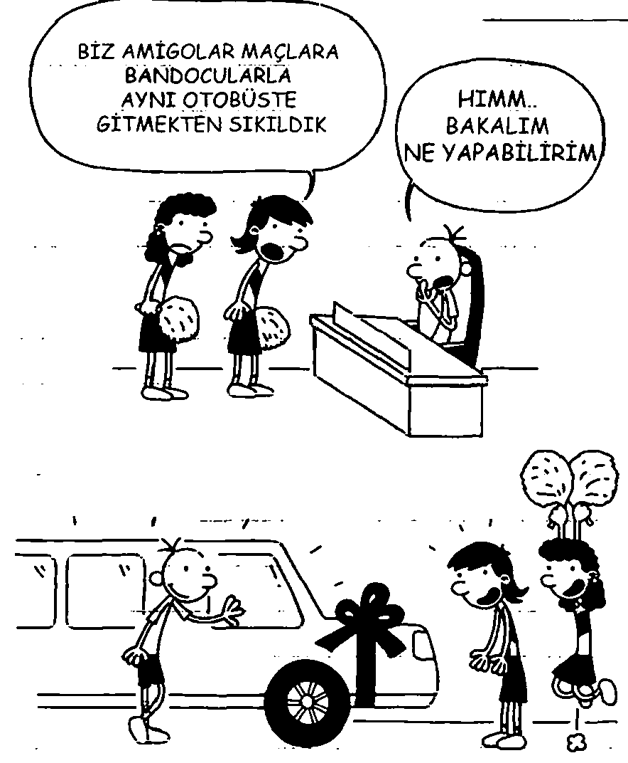 BİZ AMİGOLAR MAÇLARA
BANDOCULARLA
AYNI OTOBÜSTE
GİTMEKTEN SIKILDIK
HIMM..
BAKALIM
NE YAPABİLİRİM